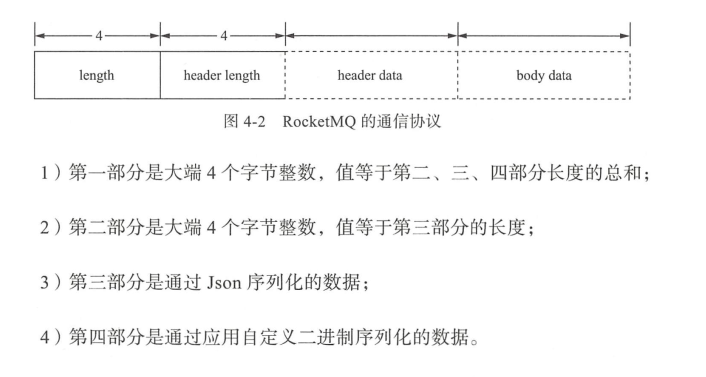 4 4
length header length header data body data
图 4-2 RocketMQ 的通信协议
1）第一部分是大端 4 个字节整数，值等于第二、三、四部分长度的总和；
2）第二部分是大端 4 个字节整数，值等于第三部分的长度；
3）第三部分是通过 Json 序列化的数据；
4）第四部分是通过应用自定义二进制序列化的数据。